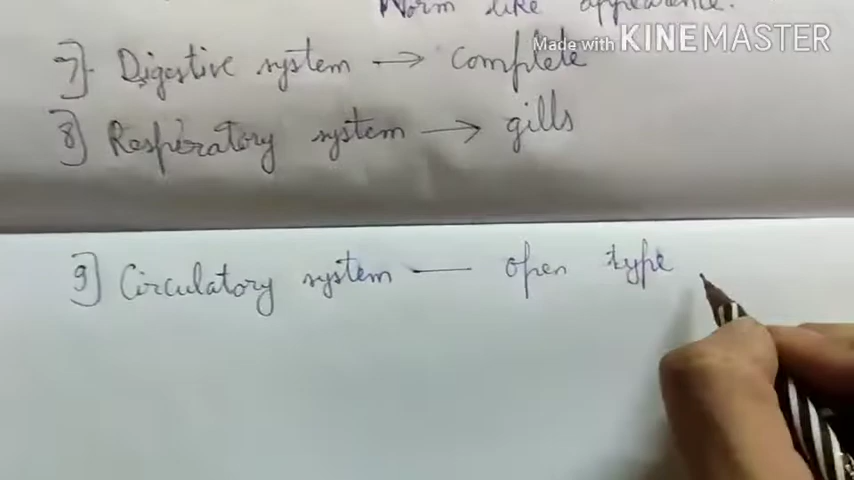 Worm like appearance.
Made with KINEMASTER
7] Digestive system → Complete
8] Respiratory system → gills
9] Circulatory system — open type